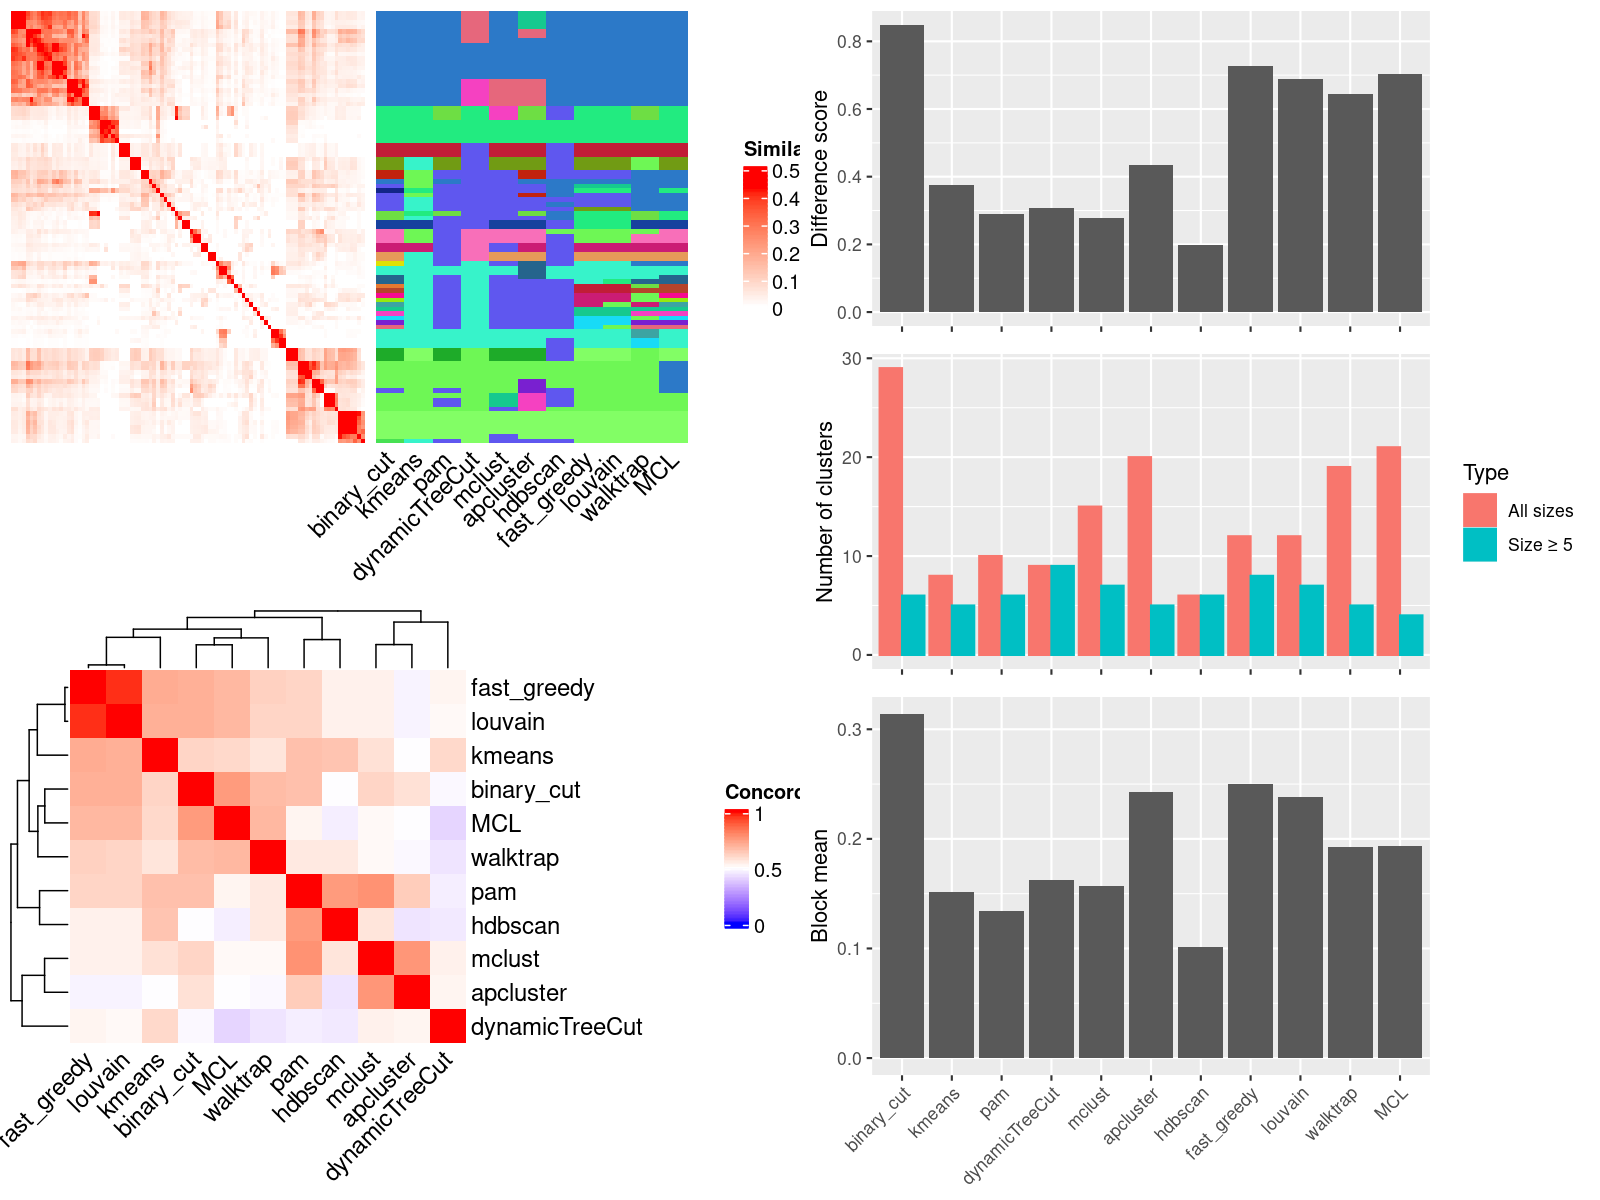 Simila
0.5
0.4
0.3
0.2
0.1
0
binary_cut
kmeans
pam
dynamicTreeCut
mclust
apcluster
hdbscan
fast_greedy
louvain
walktrap
MCL
fast_greedy
louvain
kmeans
binary_cut
MCL
walktrap
pam
hdbscan
mclust
apcluster
dynamicTreeCut
fast_greedy
louvain
kmeans
binary_cut
MCL
walktrap
pam
hdbscan
mclust
apcluster
dynamicTreeCut
Concord
1
0.5
0
Difference score
0.8
0.6
0.4
0.2
0.0
Number of clusters
30
20
10
0
Type
All sizes
Size ≥ 5
Block mean
0.3
0.2
0.1
0.0
binary_cut
kmeans
pam
dynamicTreeCut
mclust
apcluster
hdbscan
fast_greedy
louvain
walktrap
MCL